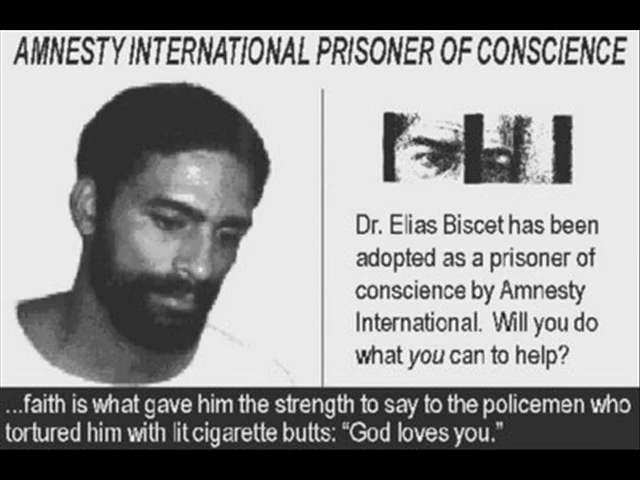 AMNESTY INTERNATIONAL PRISONER OF CONSCIENCE
Dr. Elias Biscet has been
adopted as a prisoner of
conscience by Amnesty
International. Will you do
what you can to help?
...faith is what gave him the strength to say to the policemen who
tortured him with lit cigarette butts: “God loves you.”